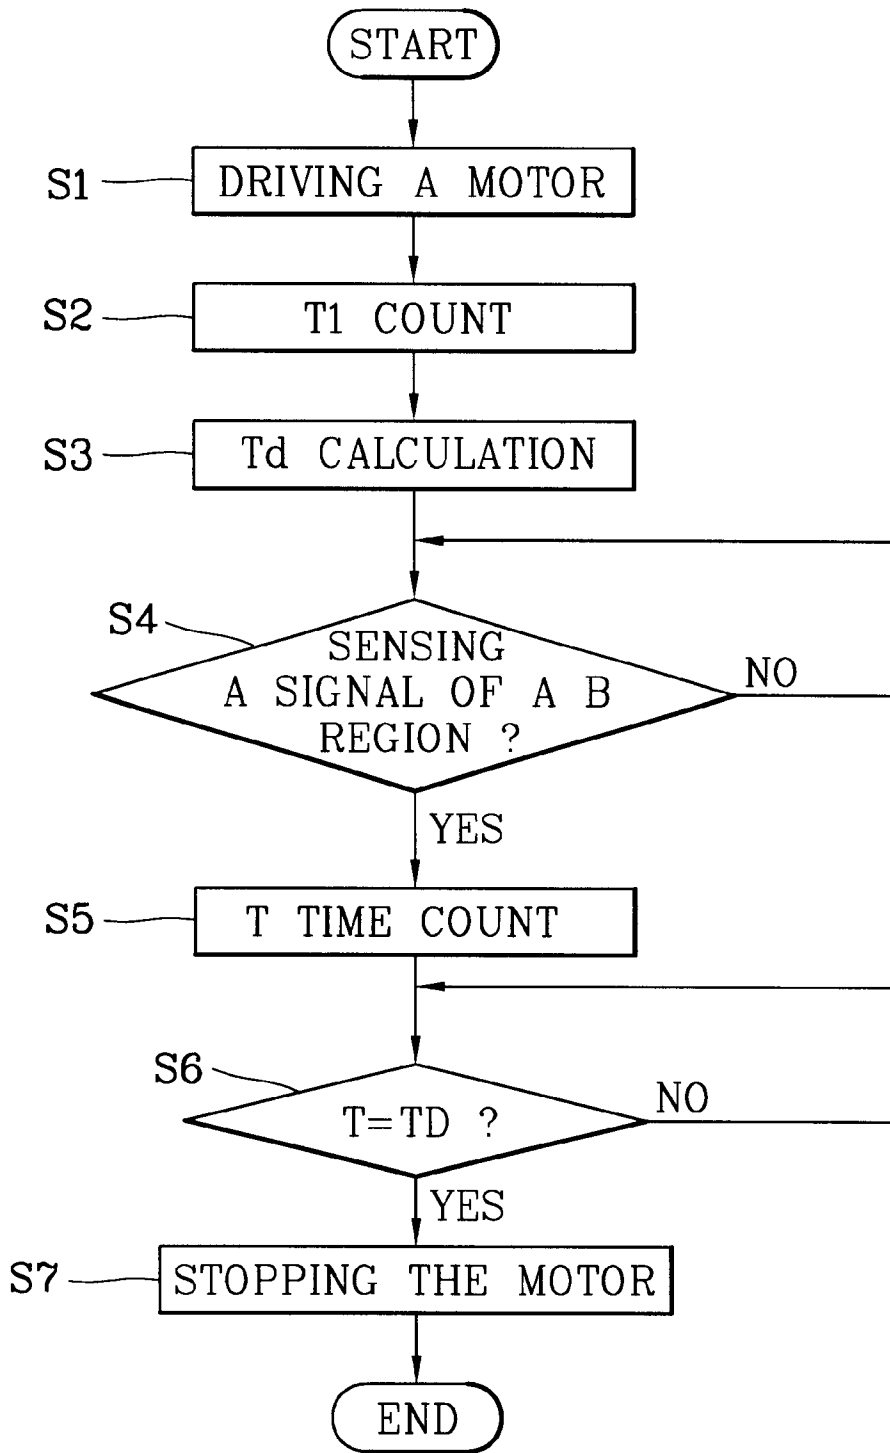 START
S1
DRIVING A MOTOR
S2
T1 COUNT
S3
Td CALCULATION
S4
SENSING
A SIGNAL OF A B
REGION ?
NO
YES
S5
T TIME COUNT
S6
T=TD ?
NO
YES
S7
STOPPING THE MOTOR
END